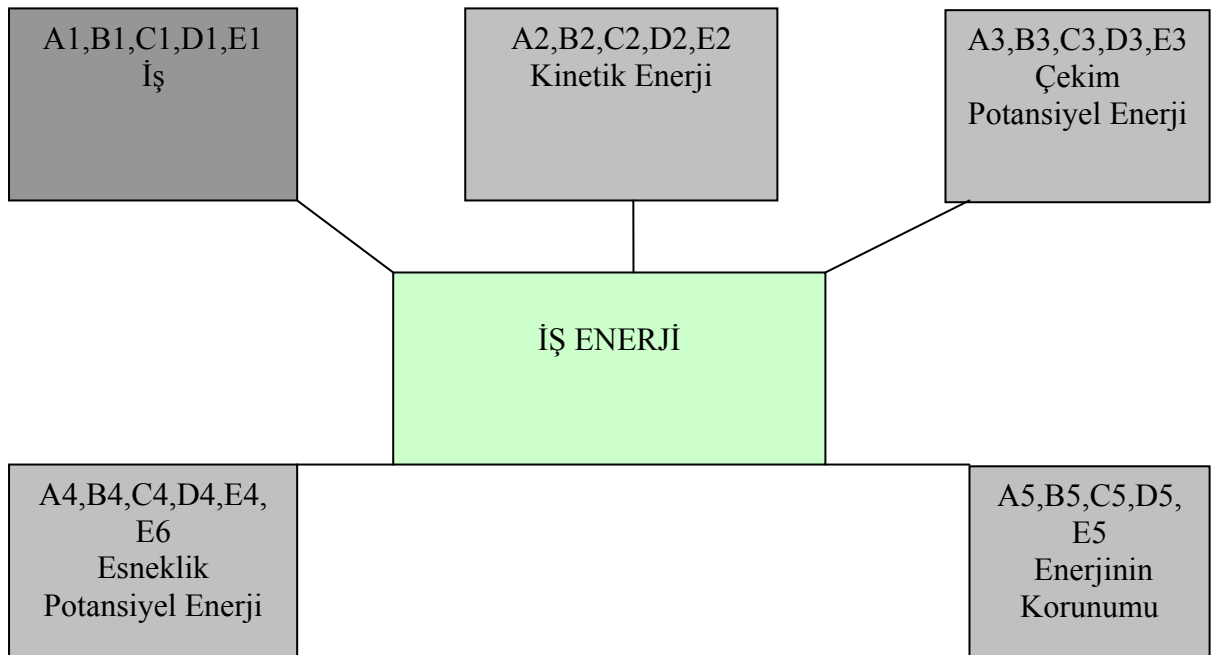 A1,B1,C1,D1,E1
İş
A2,B2,C2,D2,E2
Kinetik Enerji
A3,B3,C3,D3,E3
Çekim
Potansiyel Enerji
İŞ ENERJİ
A4,B4,C4,D4,E4,
E6
Esneklik
Potansiyel Enerji
A5,B5,C5,D5,
E5
Enerjinin
Korunumu